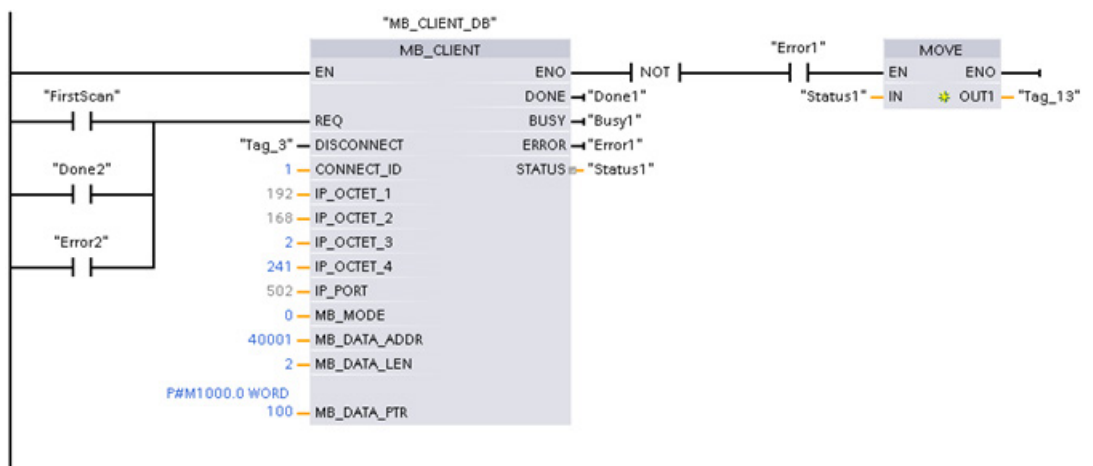 "MB_CLIENT_DB"
MB_CLIENT
"Error1"
MOVE
EN
ENO
NOT
EN
ENO
"FirstScan"
DONE
"Done1"
"Status1"
IN
OUT1
"Tag_13"
REQ
BUSY
"Busy1"
"Tag_3"
DISCONNECT
ERROR
"Error1"
"Done2"
1
CONNECT_ID
STATUS
"Status1"
192
IP_OCTET_1
168
IP_OCTET_2
"Error2"
2
IP_OCTET_3
241
IP_OCTET_4
502
IP_PORT
0
MB_MODE
40001
MB_DATA_ADDR
2
MB_DATA_LEN
P#M1000.0 WORD
100
MB_DATA_PTR